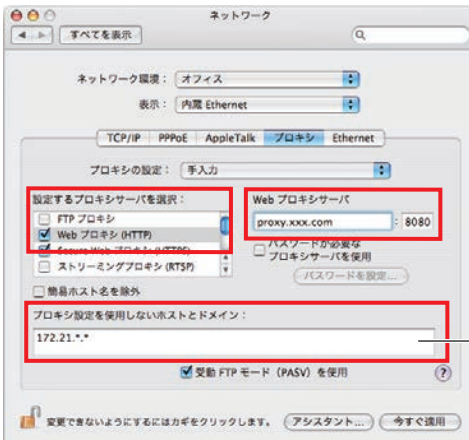 ネットワーク
すべてを表示
ネットワーク環境： オフィス
表示： 内蔵 Ethernet
TCP/IP PPPoE AppleTalk プロキシ Ethernet
プロキシの設定： 手入力
設定するプロキシサーバを選択：
FTP プロキシ
Web プロキシ (HTTP)
Secure Web プロキシ (HTTPS)
ストリーミングプロキシ (RTSP)
Web プロキシサーバ
proxy.xxx.com : 8080
パスワードが必要な
プロキシサーバを使用
パスワードを設定...
簡易ホスト名を除外
プロキシ設定を使用しないホストとドメイン：
172.21.*.*
受動 FTP モード（PASV）を使用
?
変更できないようにするにはカギをクリックします。 アシスタント... 今すぐ適用